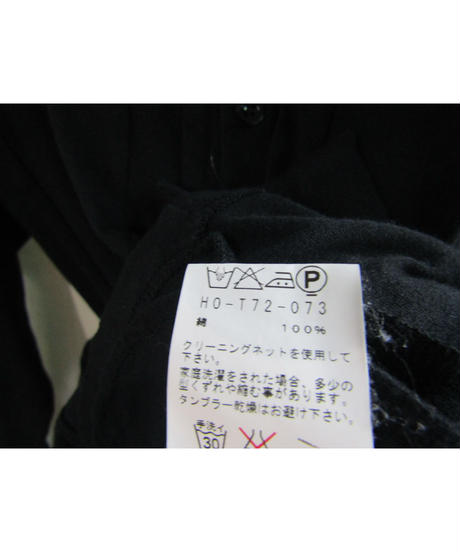 P
HO-T72-073
綿 100%
クリーニングネットを使用して
下さい。
家庭洗濯をされた場合、多少の
型くずれや縮む事があります。
タンブラー乾燥はお避け下さい。
手洗イ
30